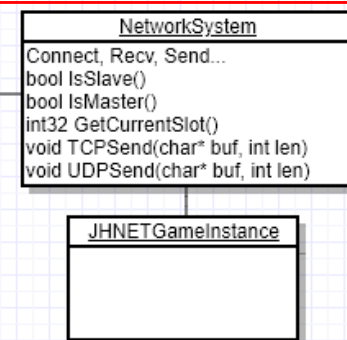 NetworkSystem
Connect, Recv, Send...
bool IsSlave()
bool IsMaster()
int32 GetCurrentSlot()
void TCPSend(char* buf, int len)
void UDPSend(char* buf, int len)
JHNETGameInstance